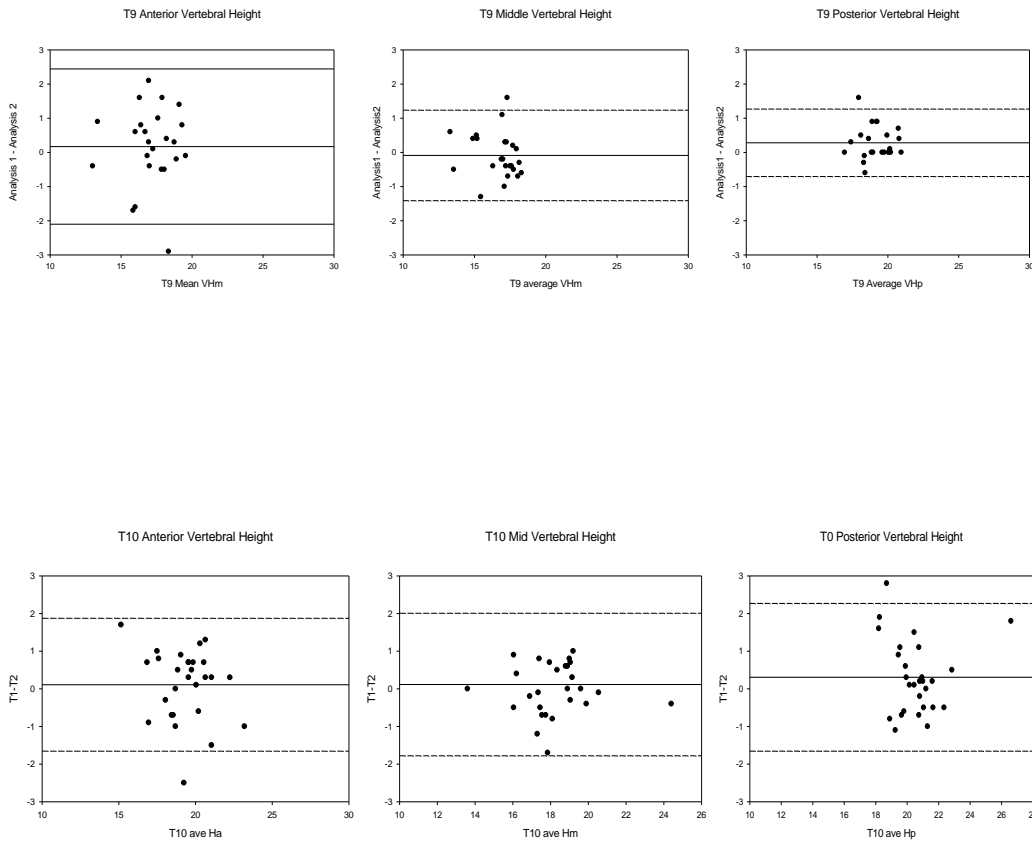 T9 Anterior Vertebral Height
3
2
1
0
-1
-2
-3
Analysis 1 - Analysis 2
10 15 20 25 30
T9 Mean VHm
T9 Middle Vertebral Height
3
2
1
0
-1
-2
-3
Analysis1 - Analysis2
10 15 20 25 30
T9 average VHm
T9 Posterior Vertebral Height
3
2
1
0
-1
-2
-3
Analysis1 - Analysis2
10 15 20 25 30
T9 Average VHp
T10 Anterior Vertebral Height
3
2
1
0
-1
-2
-3
T1-T2
10 15 20 25 30
T10 ave Ha
T10 Mid Vertebral Height
3
2
1
0
-1
-2
-3
T1-T2
10 12 14 16 18 20 22 24 26
T10 ave Hm
T0 Posterior Vertebral Height
3
2
1
0
-1
-2
-3
T1-T2
10 12 14 16 18 20 22 24 26
T10 ave Hp